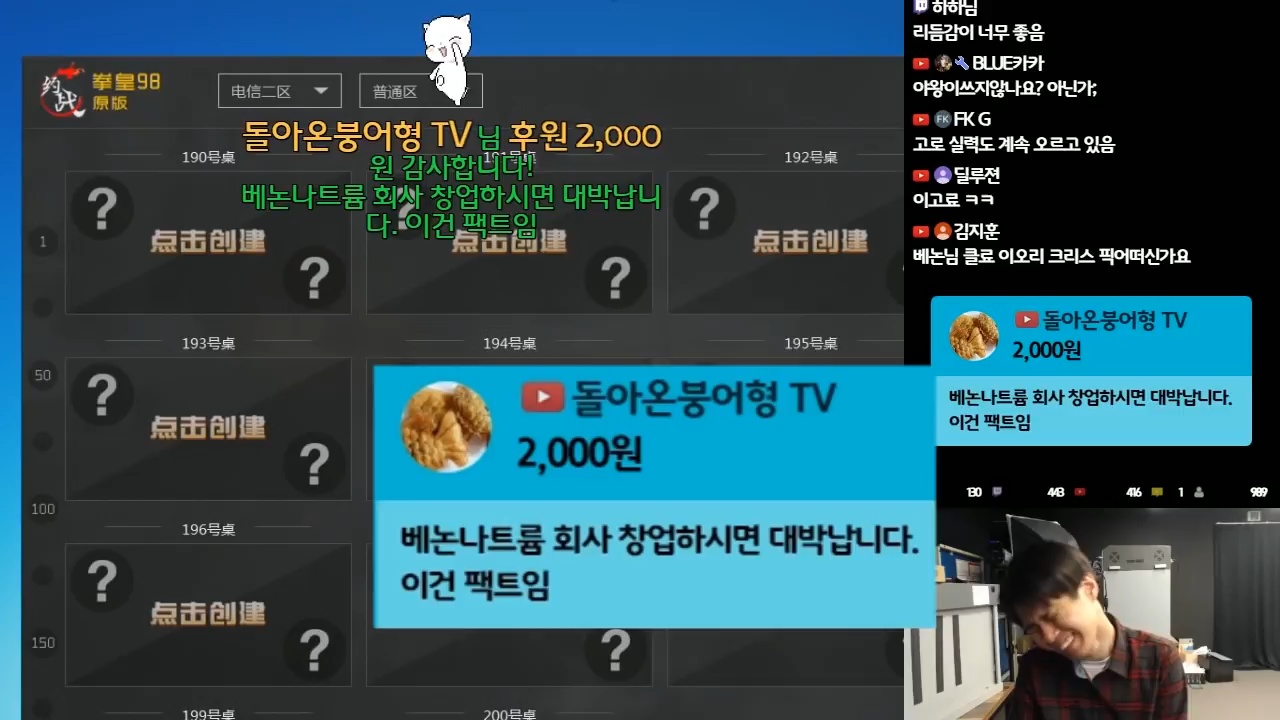 约战
拳皇98
原版
电信二区
普通区
돌아온붕어형 TV 님 후원 2,000
원 감사합니다!
베논나트륨 회사 창업하시면 대박납니
다. 이건 팩트임
190号桌
192号桌
1
点击创建
点击创建
点击创建
193号桌
194号桌
195号桌
50
点击创建
100
196号桌
点击创建
150
199号桌
200号桌
돌아온붕어형 TV
2,000원
베논나트륨 회사 창업하시면 대박납니다.
이건 팩트임
하하님
리듬감이 너무 좋음
BLUE카카
야왕이쓰지않나요? 아닌가;
FK FK G
고로 실력도 계속 오르고 있음
딜루젼
이고료 ㅋㅋ
김지훈
베논님 클로 이오리 크리스 픽어떠신가요
돌아온붕어형 TV
2,000원
베논나트륨 회사 창업하시면 대박납니다.
이건 팩트임
130 443 416 1 989